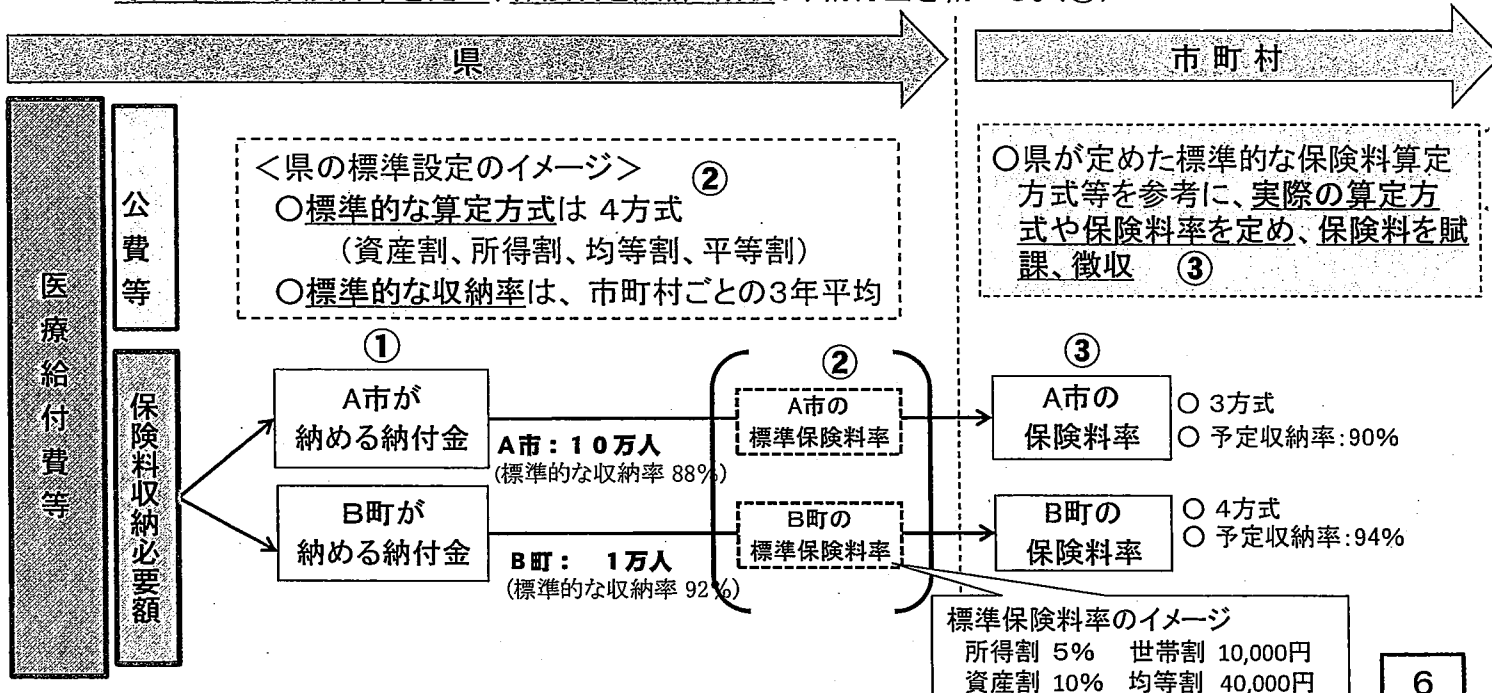 県
市町村
医療給付費等
公費等
保険料収納必要額
＜県の標準設定のイメージ＞ ②
○標準的な算定方式は 4方式
（資産割、所得割、均等割、平等割）
○標準的な収納率は、市町村ごとの3年平均
○県が定めた標準的な保険料算定
方式等を参考に、実際の算定方
式や保険料率を定め、保険料を賦
課、徴収 ③
①
A市が
納める納付金
A市：10万人
(標準的な収納率 88%)
②
A市の
標準保険料率
③
A市の
保険料率
○ 3方式
○ 予定収納率:90%
B町が
納める納付金
B町： 1万人
(標準的な収納率 92%)
B町の
標準保険料率
B町の
保険料率
○ 4方式
○ 予定収納率:94%
標準保険料率のイメージ
所得割 5% 世帯割 10,000円
資産割 10% 均等割 40,000円
6